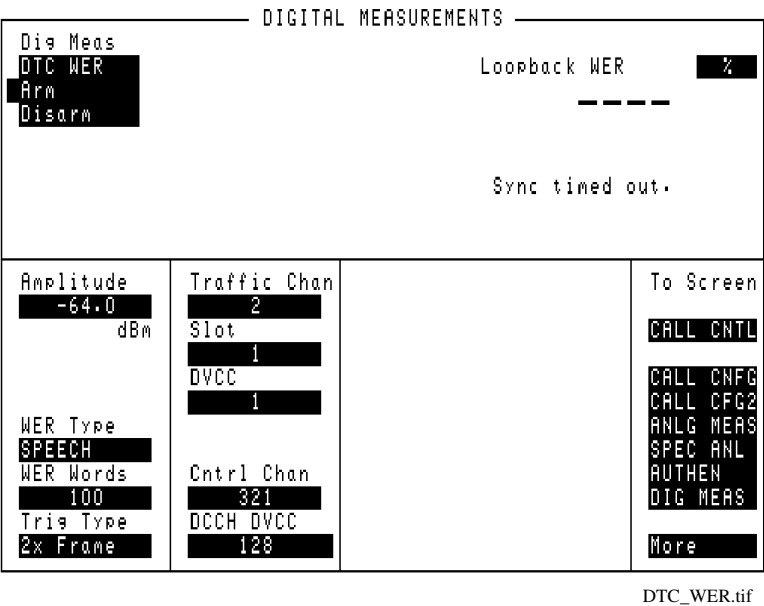 DIGITAL MEASUREMENTS
Dig Meas
DTC WER
Arm
Disarm
Loopback WER
%
----
Sync timed out.
Amplitude
-64.0
dBm
WER Type
SPEECH
WER Words
100
Trig Type
2x Frame
Traffic Chan
2
Slot
1
DVCC
1
Cntrl Chan
321
DCCH DVCC
128
To Screen
CALL CNTL
CALL CNFG
CALL CFG2
ANLG MEAS
SPEC ANL
AUTHEN
DIG MEAS
More
DTC_WER.tif